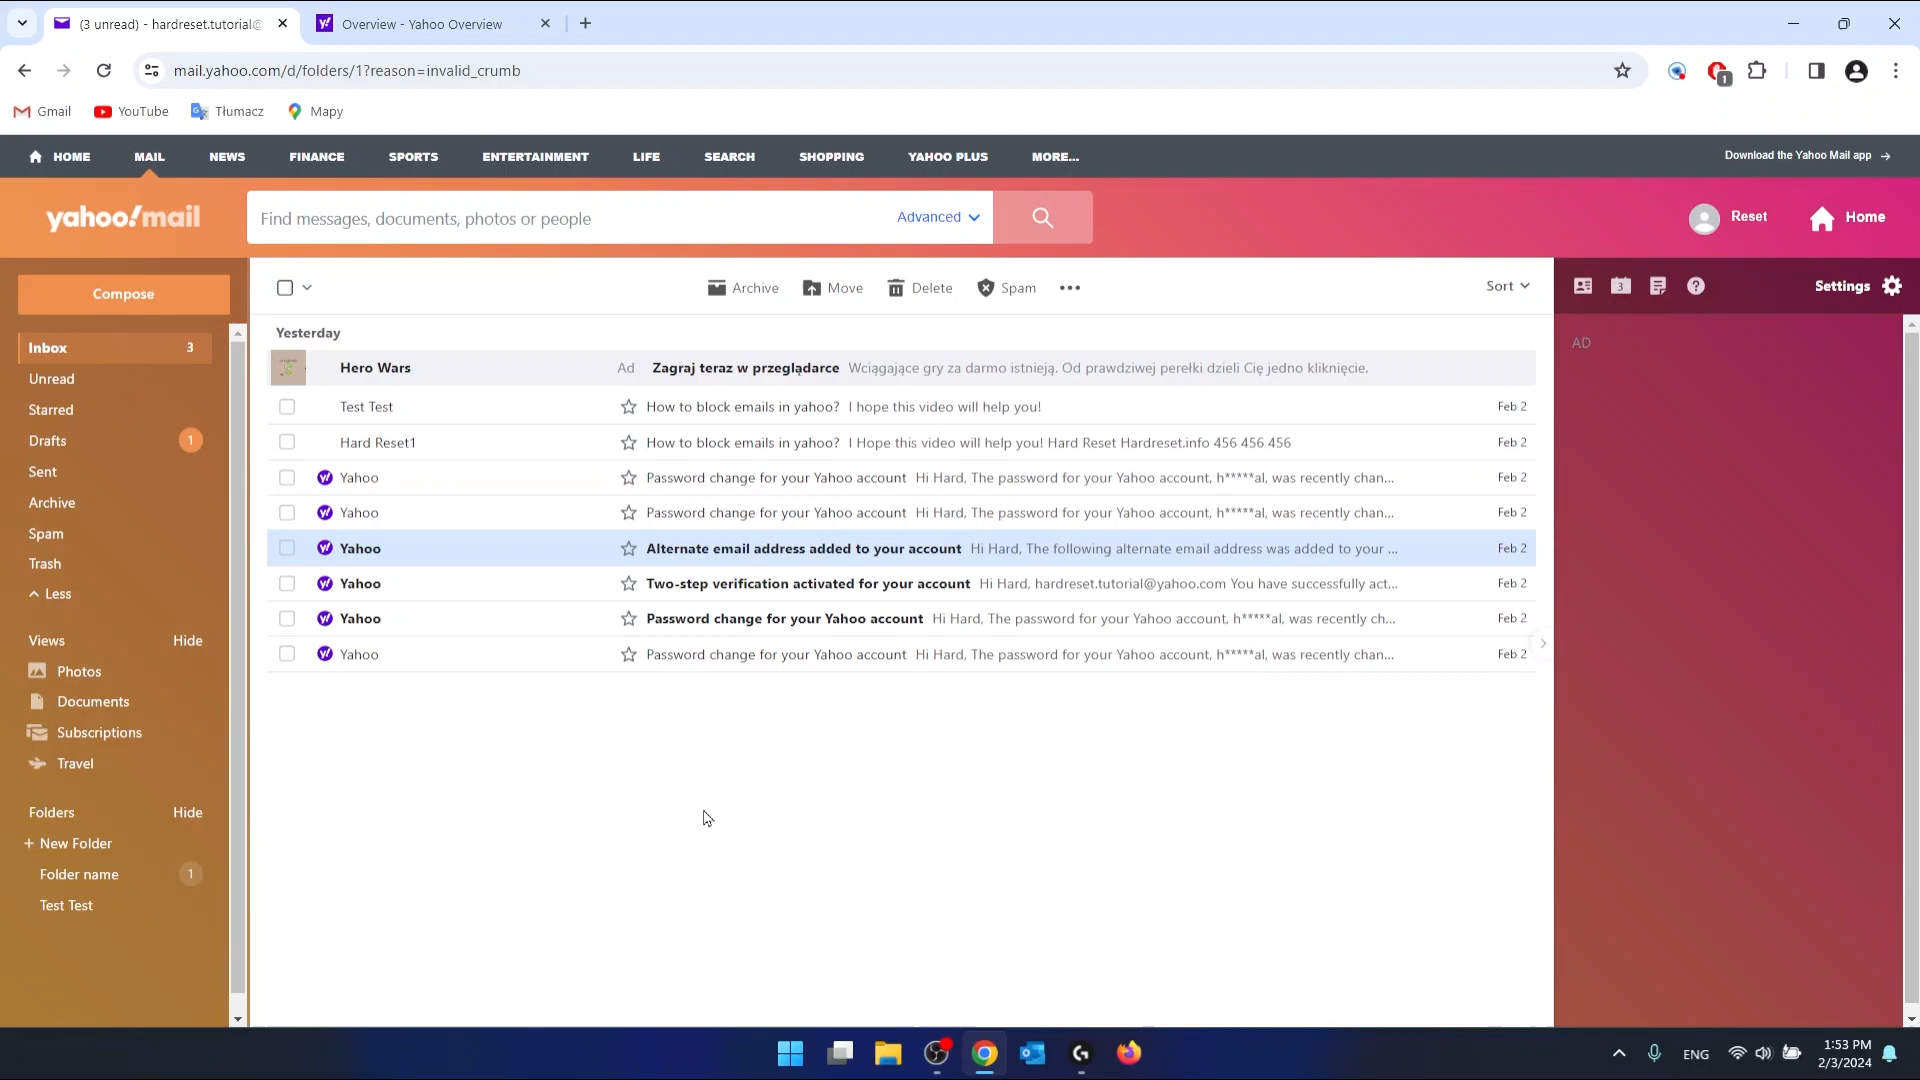 (3 unread) - hardreset.tutorial@
Overview - Yahoo Overview
mail.yahoo.com/d/folders/1?reason=invalid_crumb
1
Gmail YouTube Tłumacz Mapy
HOME MAIL NEWS FINANCE SPORTS ENTERTAINMENT LIFE SEARCH SHOPPING YAHOO PLUS MORE... Download the Yahoo Mail app →
yahoo!mail Find messages, documents, photos or people Advanced Reset Home
Compose
Archive Move Delete Spam ••• Sort 3 ? Settings
Inbox 3
Unread
Starred
Drafts 1
Sent
Archive
Spam
Trash
Less
Views Hide
Photos
Documents
Subscriptions
Travel
Folders Hide
+ New Folder
Folder name 1
Test Test
Yesterday
Hero Wars Ad Zagraj teraz w przeglądarce Wciągające gry za darmo istnieją. Od prawdziwej perełki dzieli Cię jedno kliknięcie.
Test Test How to block emails in yahoo? I hope this video will help you! Feb 2
Hard Reset1 How to block emails in yahoo? I Hope this video will help you! Hard Reset Hardreset.info 456 456 456 Feb 2
Yahoo Password change for your Yahoo account Hi Hard, The password for your Yahoo account, h*****al, was recently chan... Feb 2
Yahoo Password change for your Yahoo account Hi Hard, The password for your Yahoo account, h*****al, was recently chan... Feb 2
Yahoo Alternate email address added to your account Hi Hard, The following alternate email address was added to your ... Feb 2
Yahoo Two-step verification activated for your account Hi Hard, hardreset.tutorial@yahoo.com You have successfully act... Feb 2
Yahoo Password change for your Yahoo account Hi Hard, The password for your Yahoo account, h*****al, was recently ch... Feb 2
Yahoo Password change for your Yahoo account Hi Hard, The password for your Yahoo account, h*****al, was recently chan... Feb 2
AD
ENG
1:53 PM
2/3/2024